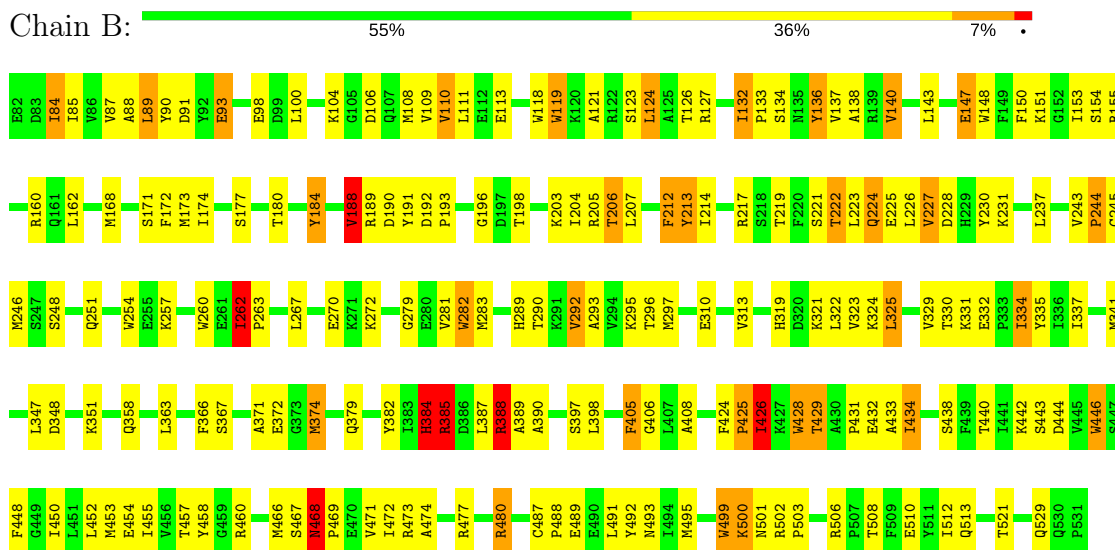 Chain B:
55% 36% 7% •
E82 D83 I84 I85 V86 V87 A88 L89 Y90 D91 Y92 E93 E98 D99 L100 K104 G105 D106 Q107 M108 V109 V110 L111 E112 E113 W118 W119 K120 A121 R122 S123 L124 A125 T126 R127 I132 P133 S134 N135 Y136 V137 A138 R139 V140 L143 E147 W148 F149 F150 K151 G152 I153 S154 R155
R160 Q161 L162 M168 S171 F172 M173 I174 S177 T180 Y184 V188 R189 D190 Y191 D192 P193 G196 D197 T198 K203 I204 R205 T206 L207 F212 Y213 I214 R217 S218 T219 F220 S221 T222 L223 Q224 E225 L226 V227 D228 H229 Y230 K231 L237 V243 P244 C245
M246 S247 S248 Q251 W254 E255 K257 W260 E261 I262 P263 L267 E270 K271 K272 G279 E280 V281 W282 M283 H289 T290 K291 V292 A293 V294 K295 T296 M297 E310 V313 H319 D320 K321 L322 V323 K324 L325 V329 T330 K331 E332 P333 I334 Y335 I336 I337 M341
L347 D348 K351 Q358 L363 F366 S367 A371 E372 G373 M374 Q379 Y382 I383 H384 R385 D386 L387 R388 A389 A390 S397 L398 F405 G406 L407 A408 F424 P425 I426 K427 W428 T429 A430 P431 E432 A433 I434 S438 F439 T440 I441 K442 S443 D444 V445 W446 S447
F448 G449 I450 L451 L452 M453 E454 I455 V456 T457 Y458 G459 R460 M466 S467 N468 P469 E470 V471 I472 R473 A474 R477 R480 C487 P488 E489 E490 L491 Y492 N493 I494 M495 W499 K500 N501 R502 P503 R506 P507 T508 F509 E510 Y511 I512 Q513 T521 Q529 Q530 P531